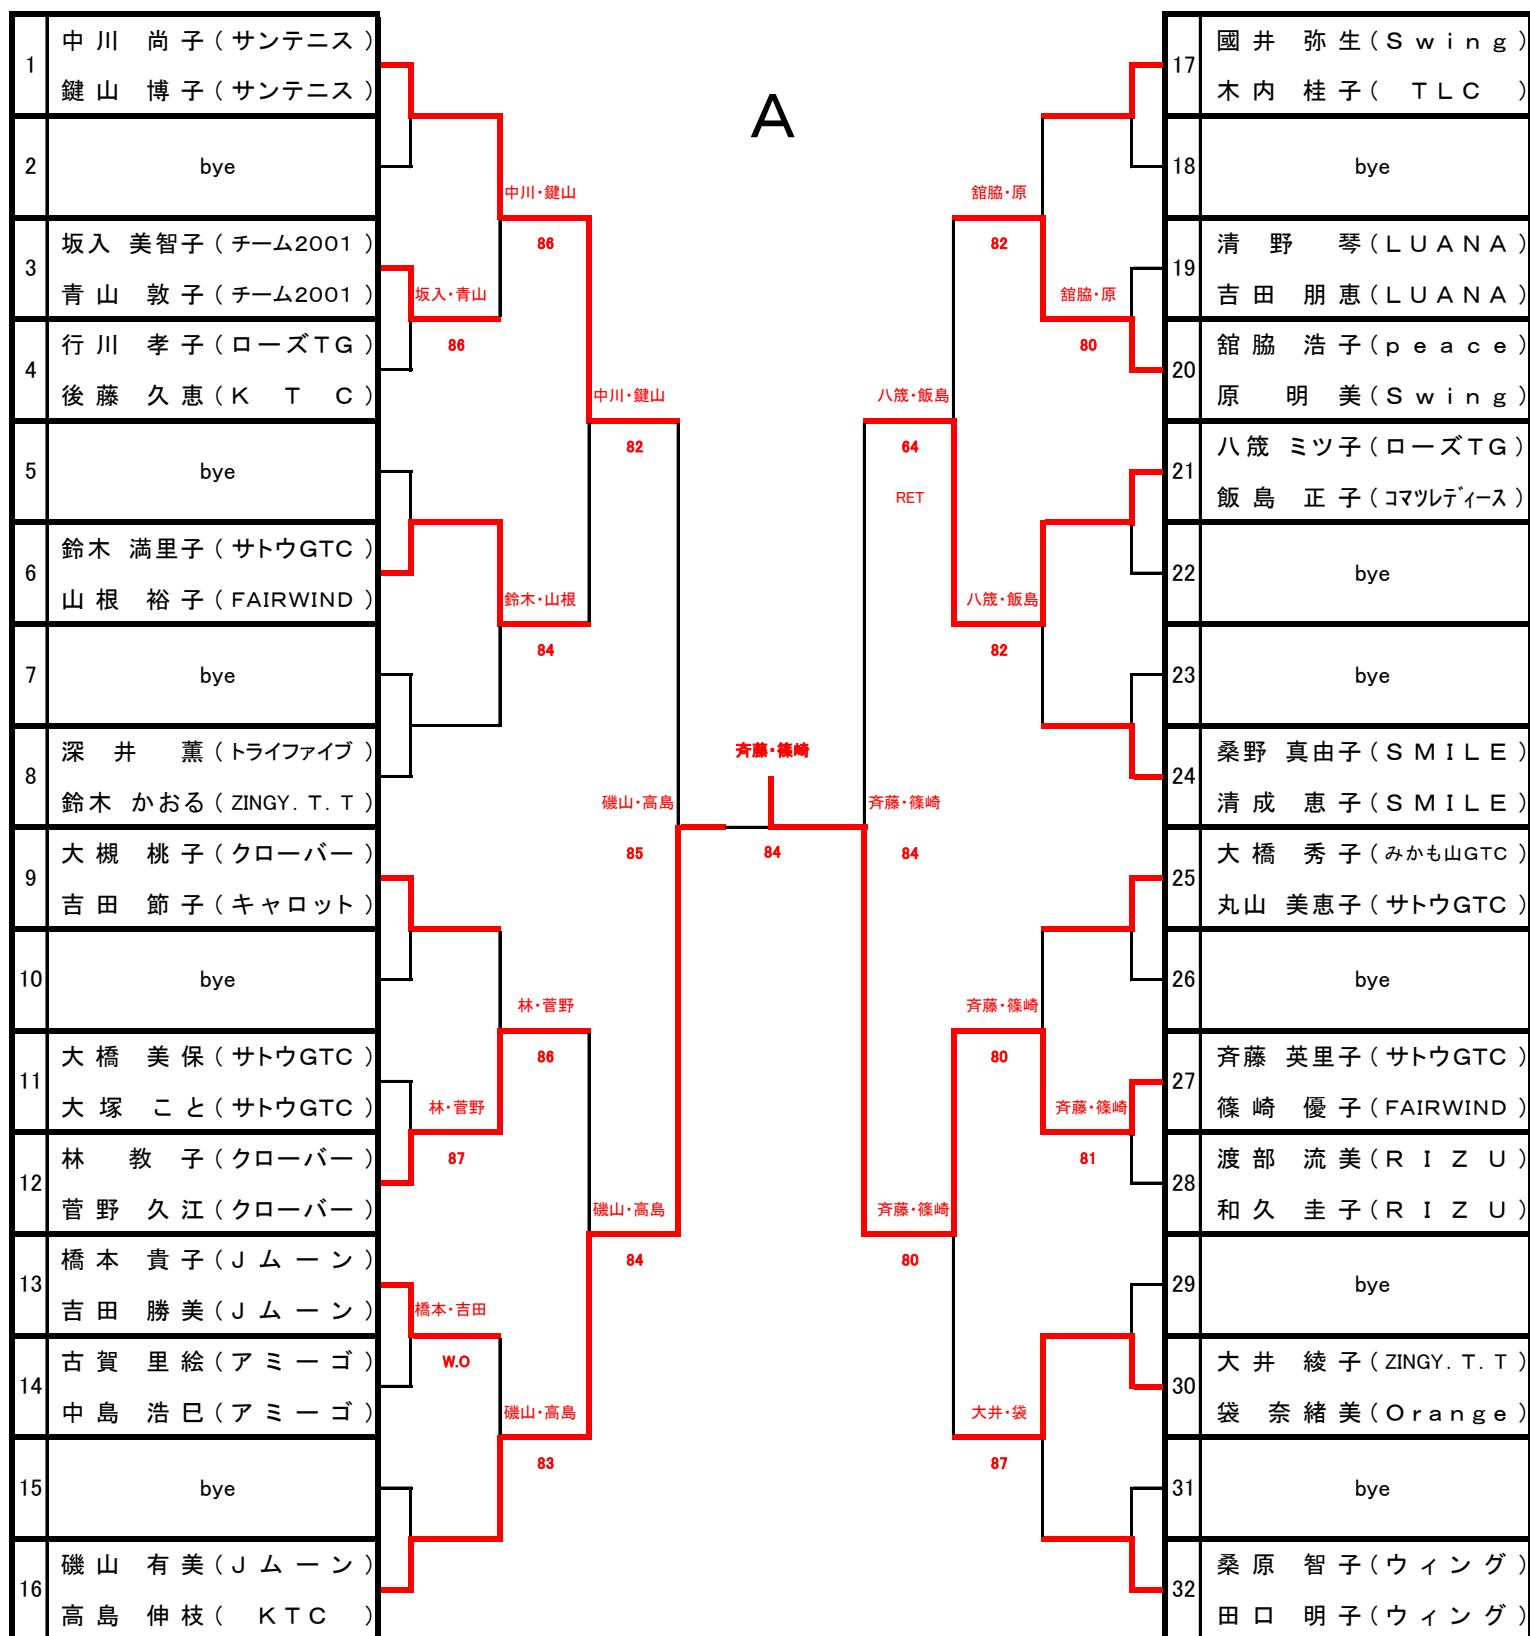 A
1
中川 尚子(サンテニス)
鍵山 博子(サンテニス)
2
bye
3
坂入 美智子(チーム2001)
青山 敦子(チーム2001)
4
行川 孝子(ローズTG)
後藤 久恵(KTC)
5
bye
6
鈴木 満里子(サトウGTC)
山根 裕子(FAIRWIND)
7
bye
8
深井 薫(トライファイブ)
鈴木 かおる(ZINGY.T.T)
9
大槻 桃子(クローバー)
吉田 節子(キャロット)
10
bye
11
大橋 美保(サトウGTC)
大塚 こと(サトウGTC)
12
林 教子(クローバー)
菅野 久江(クローバー)
13
橋本 貴子(Jムーン)
吉田 勝美(Jムーン)
14
古賀 里絵(アミーゴ)
中島 浩巳(アミーゴ)
15
bye
16
磯山 有美(Jムーン)
高島 伸枝(KTC)
坂入・青山
86
林・菅野
87
橋本・吉田
W.O
中川・鍵山
86
鈴木・山根
84
林・菅野
86
磯山・高島
83
中川・鍵山
82
磯山・高島
84
磯山・高島
85
斉藤・篠崎
84
斉藤・篠崎
84
八筬・飯島
64
RET
斉藤・篠崎
80
舘脇・原
82
八筬・飯島
82
斉藤・篠崎
80
大井・袋
87
舘脇・原
80
斉藤・篠崎
81
17
國井 弥生(Swing)
木内 桂子(TLC)
18
bye
19
清野 琴(LUANA)
吉田 朋恵(LUANA)
20
舘脇 浩子(peace)
原 明美(Swing)
21
八筬 ミツ子(ローズTG)
飯島 正子(コマツレディース)
22
bye
23
bye
24
桑野 真由子(SMILE)
清成 恵子(SMILE)
25
大橋 秀子(みかも山GTC)
丸山 美恵子(サトウGTC)
26
bye
27
斉藤 英里子(サトウGTC)
篠崎 優子(FAIRWIND)
28
渡部 流美(RIZU)
和久 圭子(RIZU)
29
bye
30
大井 綾子(ZINGY.T.T)
袋 奈緒美(Orange)
31
bye
32
桑原 智子(ウィング)
田口 明子(ウィング)